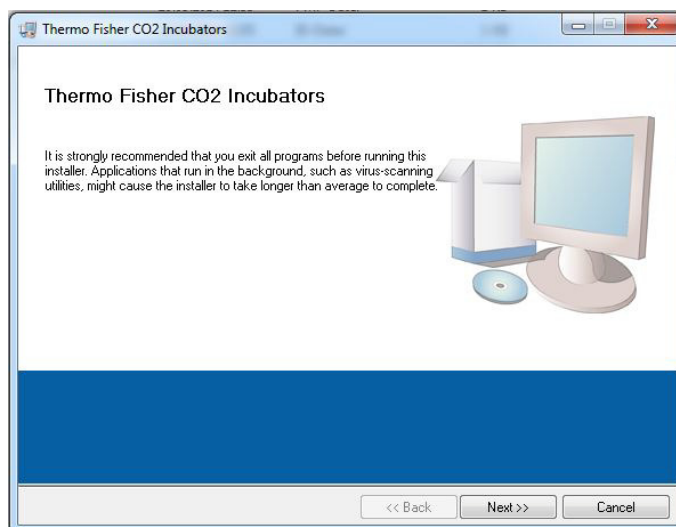 Thermo Fisher CO2 Incubators
Thermo Fisher CO2 Incubators
It is strongly recommended that you exit all programs before running this
installer. Applications that run in the background, such as virus-scanning
utilities, might cause the installer to take longer than average to complete.
<< Back
Next >>
Cancel